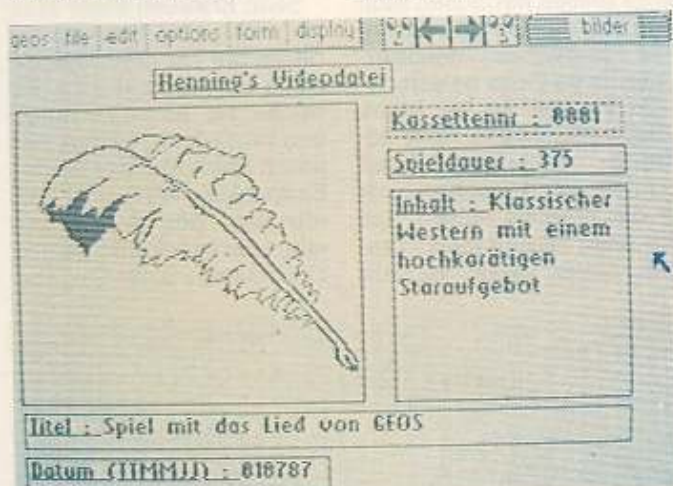 geos file edit options form display bilder
Henning's Videodatei
Kassettennr : 0001
Spieldauer : 375
Inhalt : Klassischer
Western mit einem
hochkarätigen
Staraufgebot
Titel : Spiel mit das Lied von GEOS
Datum (TTMMJJ) : 010787